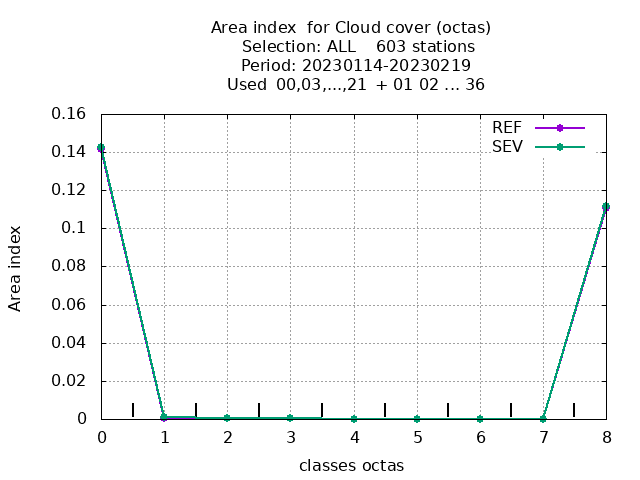 Area index  for Cloud cover (octas)
Selection: ALL    603 stations
Period: 20230114-20230219
Used  00,03,...,21  + 01 02 ... 36
REF
SEV
0.16
0.14
0.12
0.1
0.08
0.06
0.04
0.02
0
Area index
0 1 2 3 4 5 6 7 8
classes octas